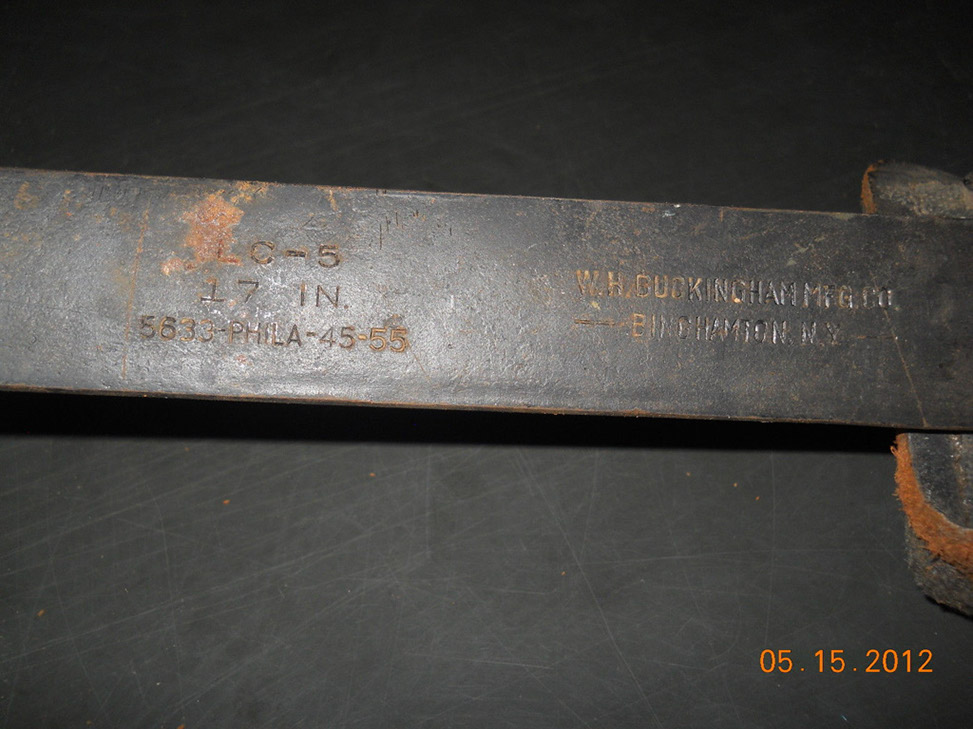 LC-5
17 IN.
5633-PHILA-45-55
W.H. BUCKINGHAM MFG. CO.
BINGHAMTON, N.Y.
05.15.2012